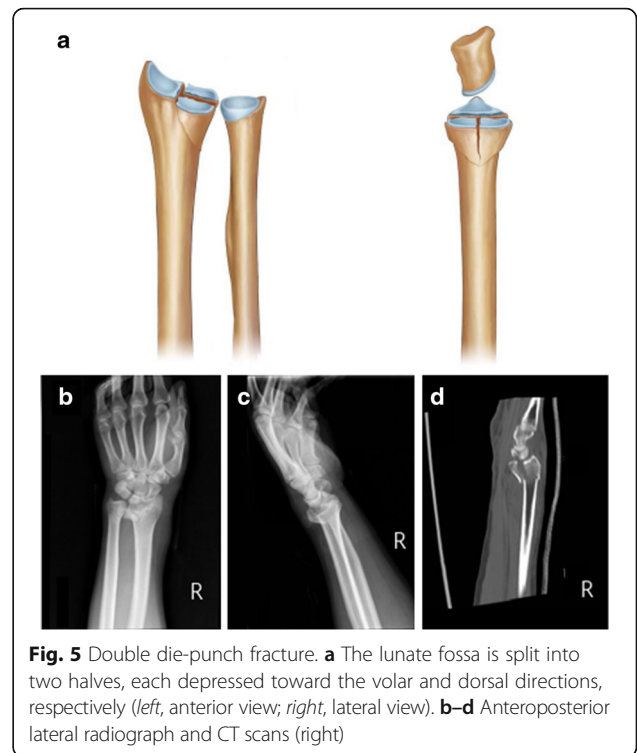 a
b
c
d
R
R
R
Fig. 5 Double die-punch fracture. a The lunate fossa is split into
two halves, each depressed toward the volar and dorsal directions,
respectively (left, anterior view; right, lateral view). b–d Anteroposterior
lateral radiograph and CT scans (right)